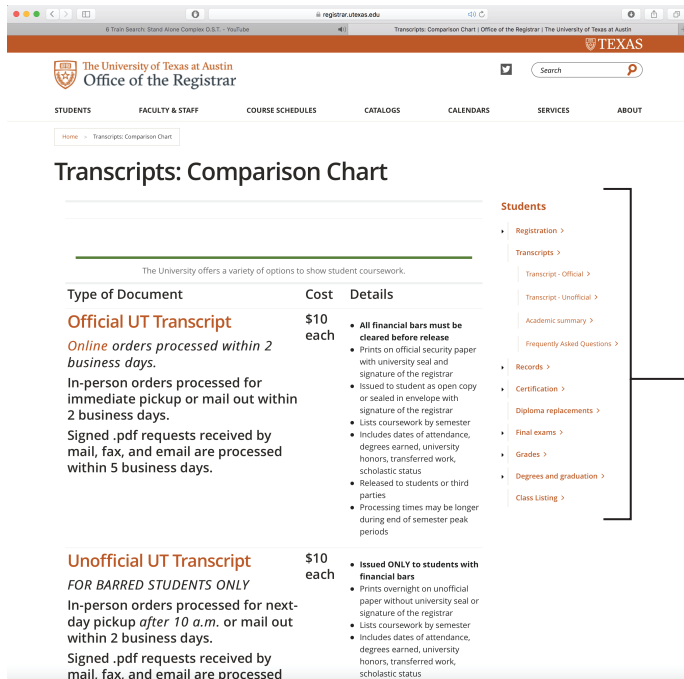 registrar.utexas.edu
6 Train Search: Stand Alone Complex O.S.T. - YouTube
Transcripts: Comparison Chart | Office of the Registrar | The University of Texas at Austin
TEXAS
The University of Texas at Austin
Office of the Registrar
Search
STUDENTS FACULTY & STAFF COURSE SCHEDULES CATALOGS CALENDARS SERVICES ABOUT
Home » Transcripts: Comparison Chart
Transcripts: Comparison Chart
The University offers a variety of options to show student coursework.
Type of Document Cost Details
Official UT Transcript
Online orders processed within 2
business days.
In-person orders processed for
immediate pickup or mail out within
2 business days.
Signed .pdf requests received by
mail, fax, and email are processed
within 5 business days.
$10
each
• All financial bars must be
cleared before release
• Prints on official security paper
with university seal and
signature of the registrar
• Issued to student as open copy
or sealed in envelope with
signature of the registrar
• Lists coursework by semester
• Includes dates of attendance,
degrees earned, university
honors, transferred work,
scholastic status
• Released to students or third
parties
• Processing times may be longer
during end of semester peak
periods
Unofficial UT Transcript
FOR BARRED STUDENTS ONLY
In-person orders processed for next-
day pickup after 10 a.m. or mail out
within 2 business days.
Signed .pdf requests received by
mail, fax, and email are processed
$10
each
• Issued ONLY to students with
financial bars
• Prints overnight on unofficial
paper without university seal or
signature of the registrar
• Lists coursework by semester
• Includes dates of attendance,
degrees earned, university
honors, transferred work,
scholastic status
Students
Registration >
Transcripts >
Transcript - Official >
Transcript - Unofficial >
Academic summary >
Frequently Asked Questions >
Records >
Certification >
Diploma replacements >
Final exams >
Grades >
Degrees and graduation >
Class Listing >